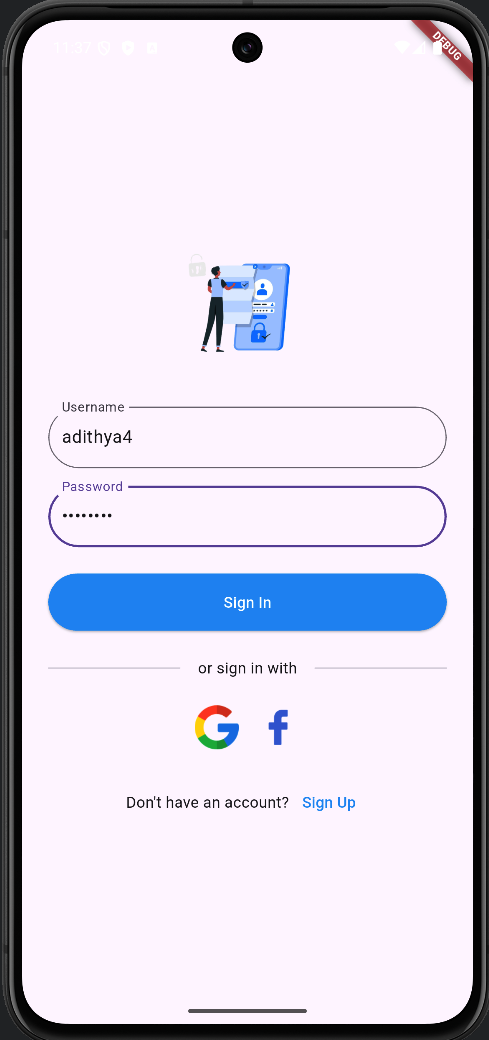 11:37
DEBUG
Username
adithya4
Password
••••••••
Sign In
or sign in with
Don't have an account? Sign Up